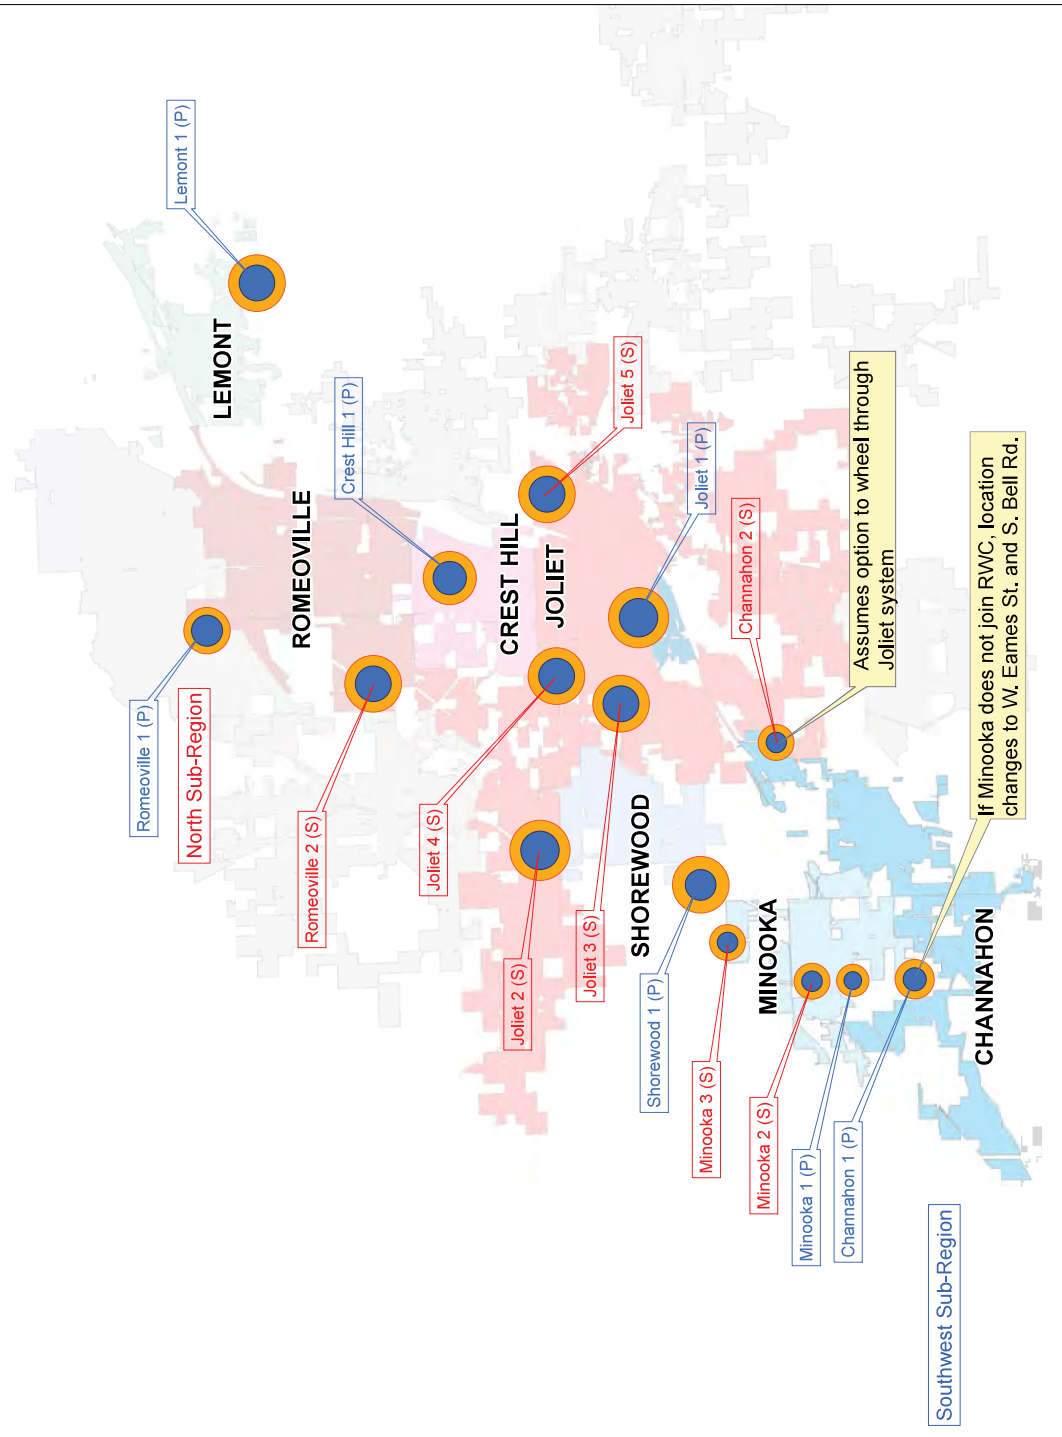 Lemont 1 (P)
LEMONT
Crest Hill 1 (P)
Joliet 5 (S)
Joliet 1 (P)
Channahon 2 (S)
Assumes option to wheel through
Joliet system
If Minooka does not join RWC, location
changes to W. Eames St. and S. Bell Rd.
ROMEOVILLE
CREST HILL
JOLIET
Romeoville 1 (P)
North Sub-Region
Romeoville 2 (S)
Joliet 4 (S)
SHOREWOOD
Joliet 2 (S)
Joliet 3 (S)
Shorewood 1 (P)
MINOOKA
CHANNAHON
Minooka 3 (S)
Minooka 2 (S)
Minooka 1 (P)
Channahon 1 (P)
Southwest Sub-Region